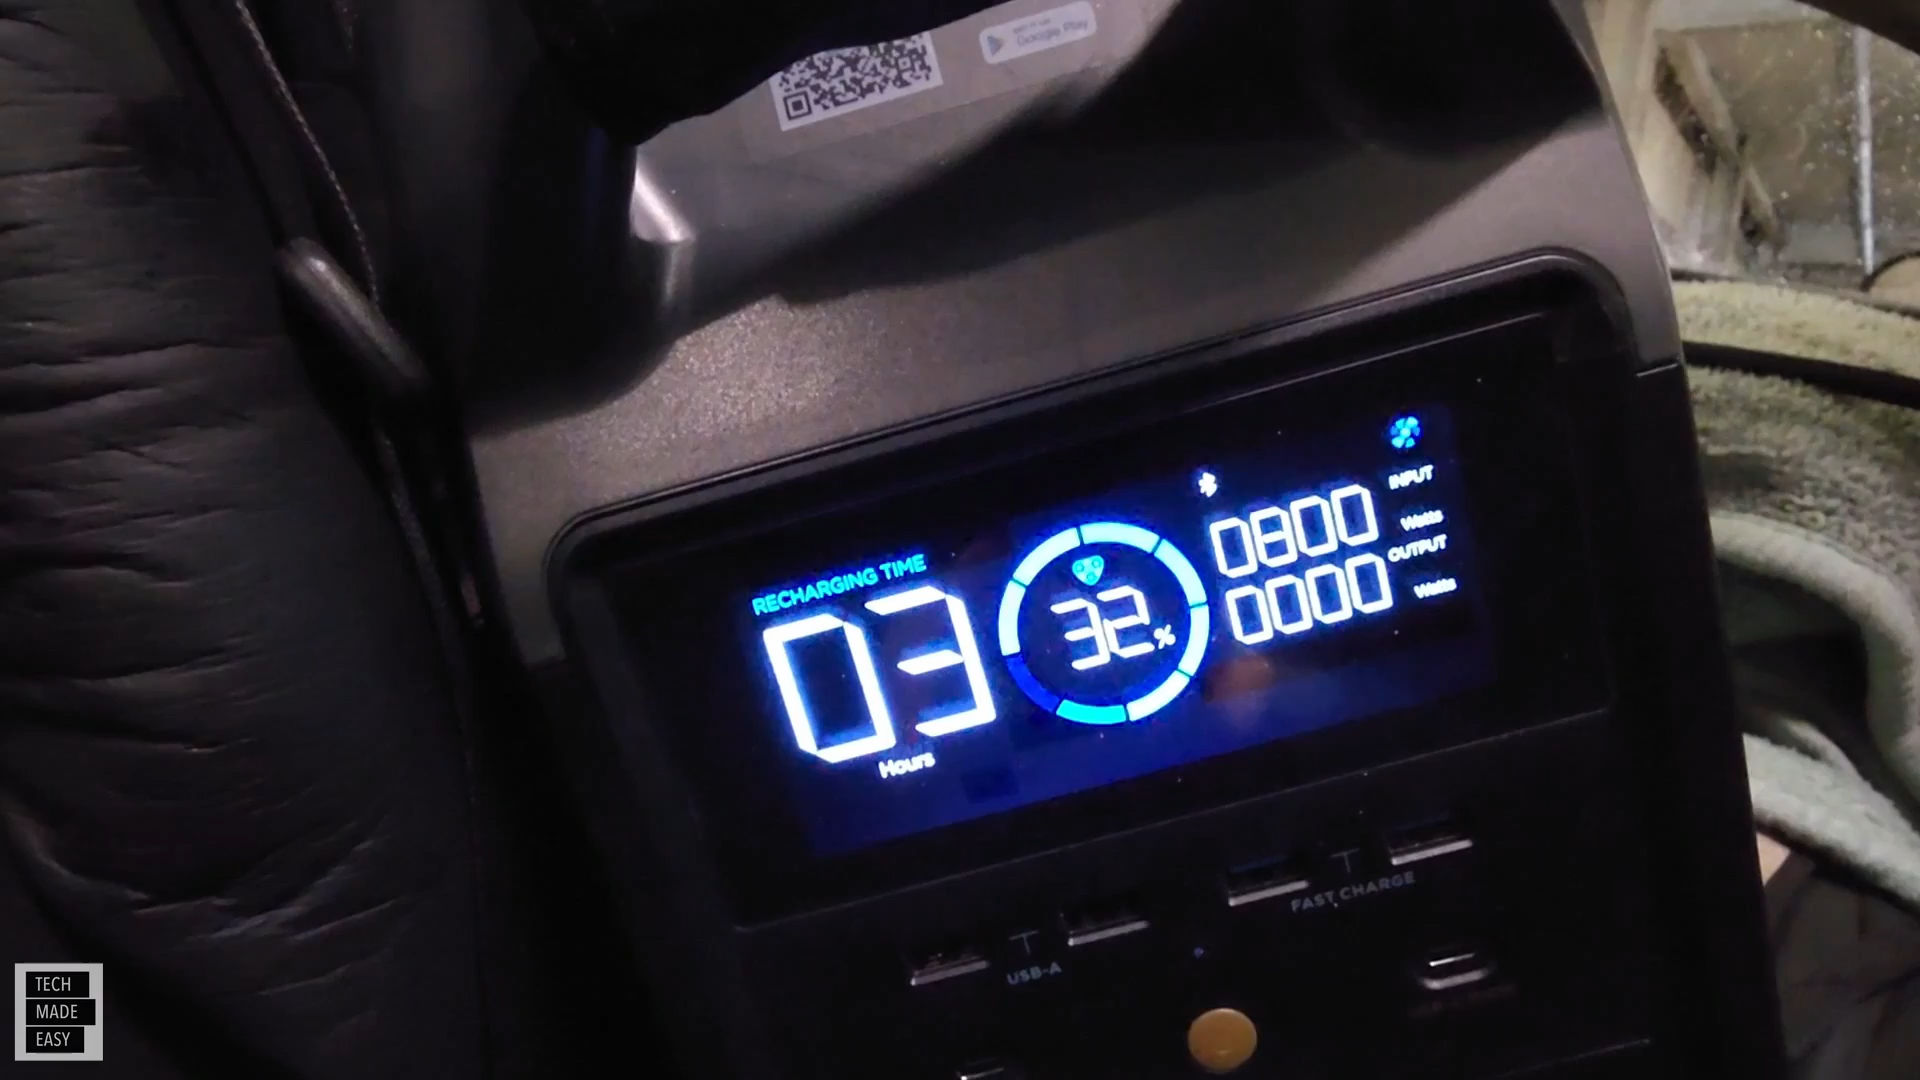 Google Play
INPUT
0800
Watts
OUTPUT
0000
Watts
RECHARGING TIME
03
Hours
32%
FAST CHARGE
USB-A
TECH
MADE
EASY